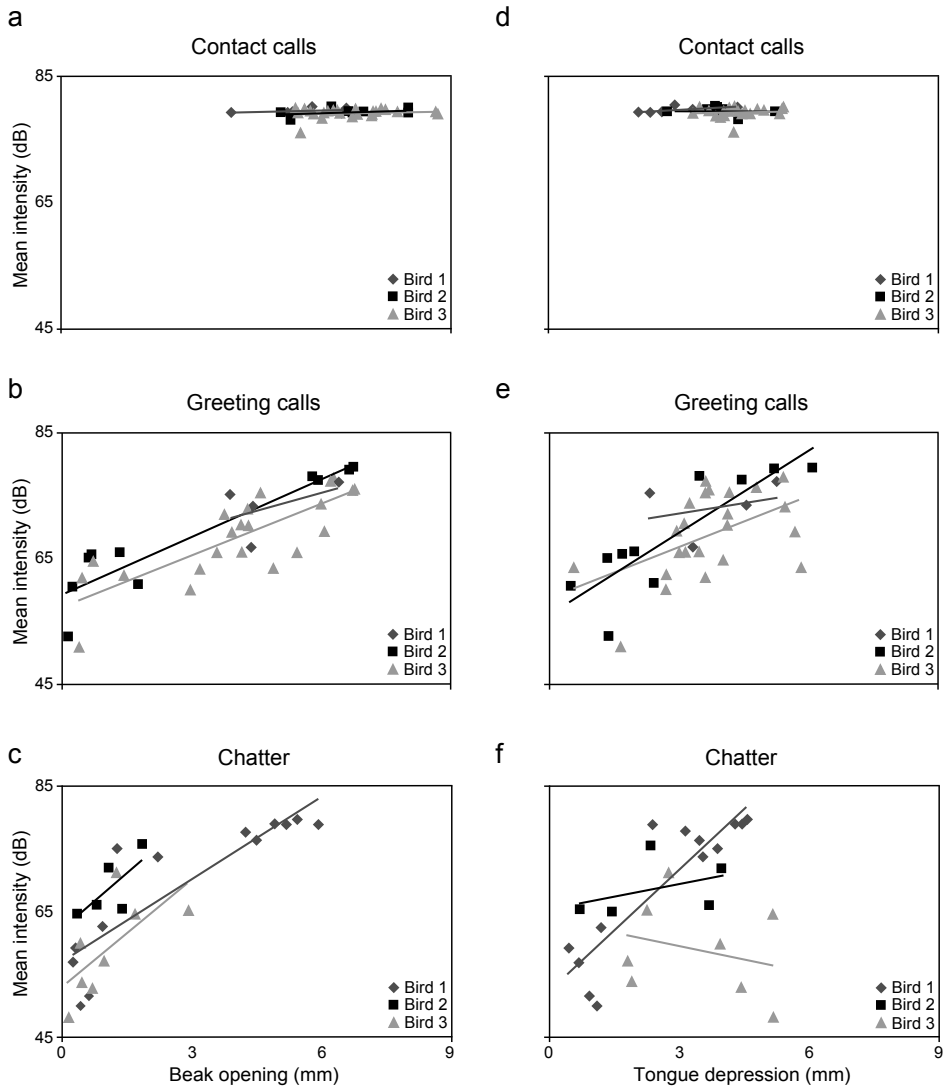 a
Contact calls
85
65
45
Mean intensity (dB)
Bird 1
Bird 2
Bird 3
d
Contact calls
Bird 1
Bird 2
Bird 3
b
Greeting calls
85
65
45
Mean intensity (dB)
Bird 1
Bird 2
Bird 3
e
Greeting calls
Bird 1
Bird 2
Bird 3
c
Chatter
85
65
45
Mean intensity (dB)
Bird 1
Bird 2
Bird 3
0 3 6 9
Beak opening (mm)
f
Chatter
Bird 1
Bird 2
Bird 3
3 6 9
Tongue depression (mm)